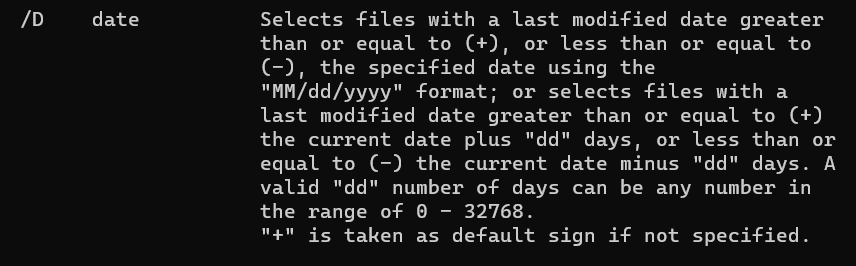 /D    date          Selects files with a last modified date greater
                    than or equal to (+), or less than or equal to
                    (-), the specified date using the
                    "MM/dd/yyyy" format; or selects files with a
                    last modified date greater than or equal to (+)
                    the current date plus "dd" days, or less than or
                    equal to (-) the current date minus "dd" days. A
                    valid "dd" number of days can be any number in
                    the range of 0 - 32768.
                    "+" is taken as default sign if not specified.